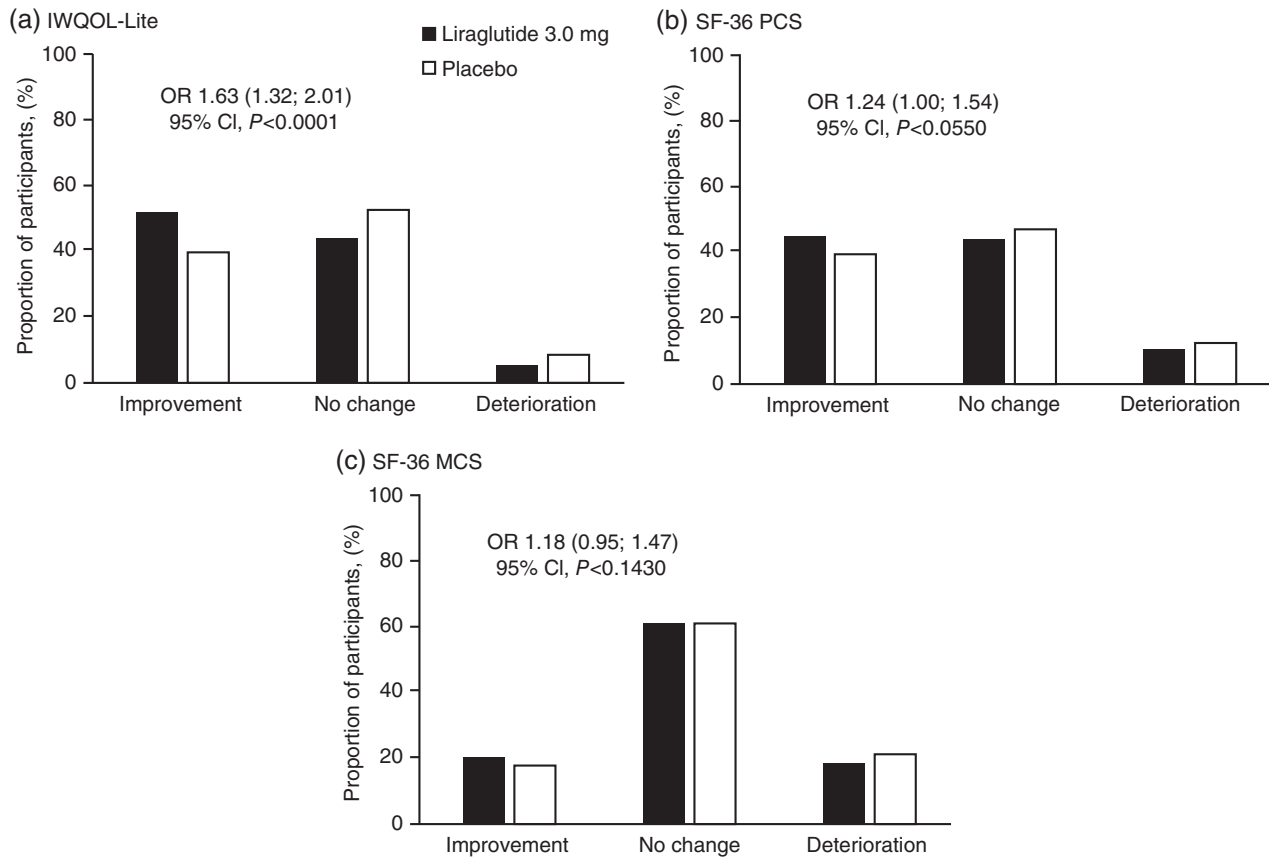 (a) IWQOL-Lite
Liraglutide 3.0 mg
Placebo
OR 1.63 (1.32; 2.01)
95% CI, P<0.0001
Proportion of participants, (%)
100
80
60
40
20
0
Improvement
No change
Deterioration
(b) SF-36 PCS
OR 1.24 (1.00; 1.54)
95% CI, P<0.0550
Proportion of participants, (%)
100
80
60
40
20
0
Improvement
No change
Deterioration
(c) SF-36 MCS
OR 1.18 (0.95; 1.47)
95% CI, P<0.1430
Proportion of participants, (%)
100
80
60
40
20
0
Improvement
No change
Deterioration